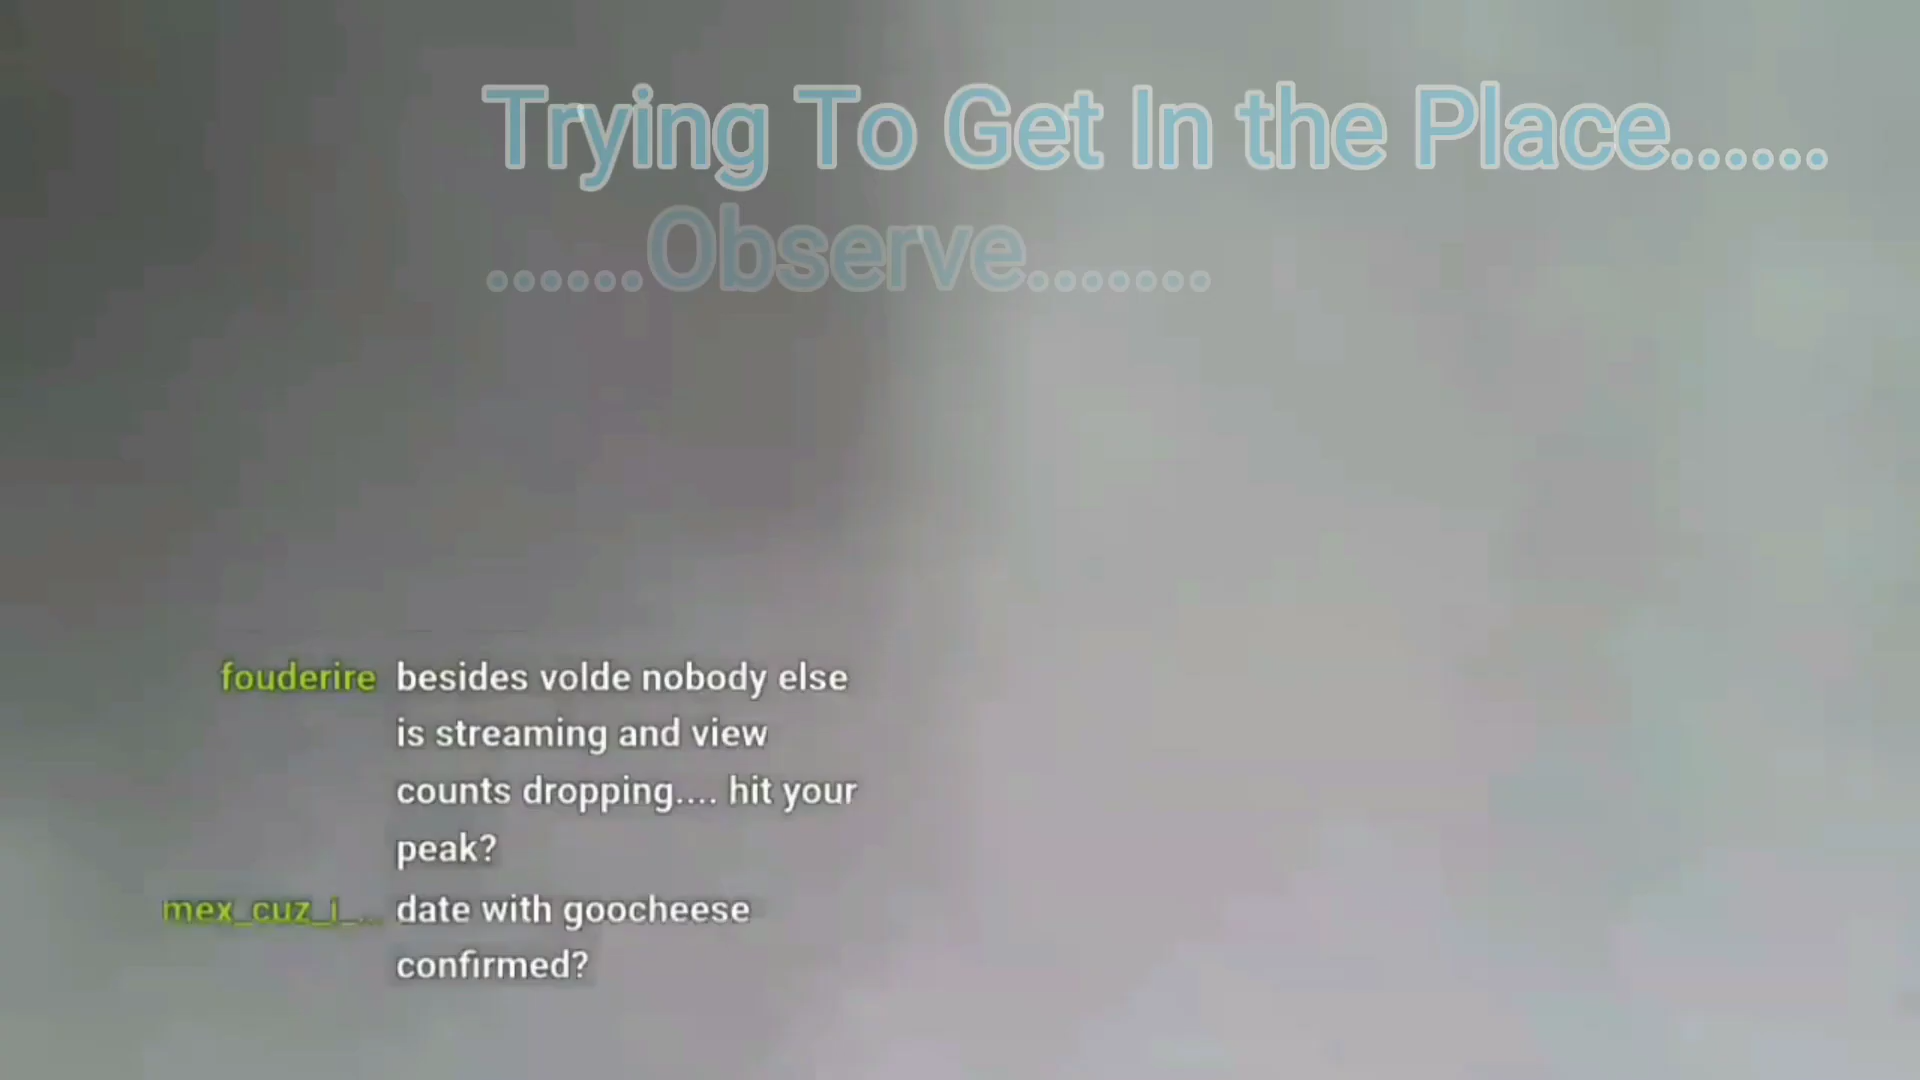 Trying To Get In the Place......
......Observe.......
fouderire besides volde nobody else
is streaming and view
counts dropping.... hit your
peak?
mex_cuz_i_... date with goocheese
confirmed?